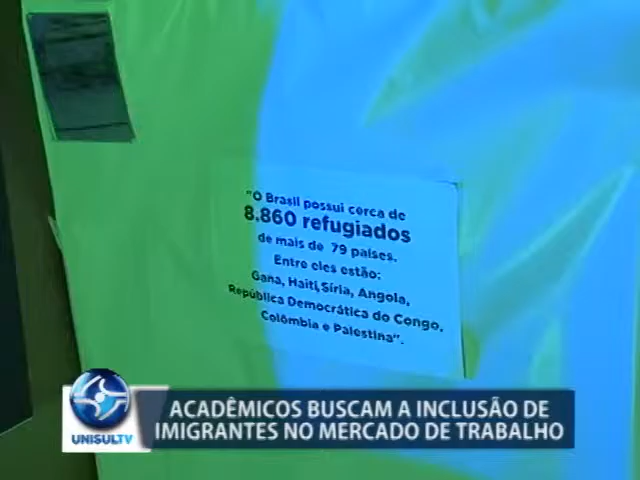 "O Brasil possui cerca de
8.860 refugiados
de mais de 79 países.
Entre eles estão:
Gana, Haiti, Síria, Angola,
República Democrática do Congo,
Colômbia e Palestina".
ACADÊMICOS BUSCAM A INCLUSÃO DE
IMIGRANTES NO MERCADO DE TRABALHO
UNISULTV